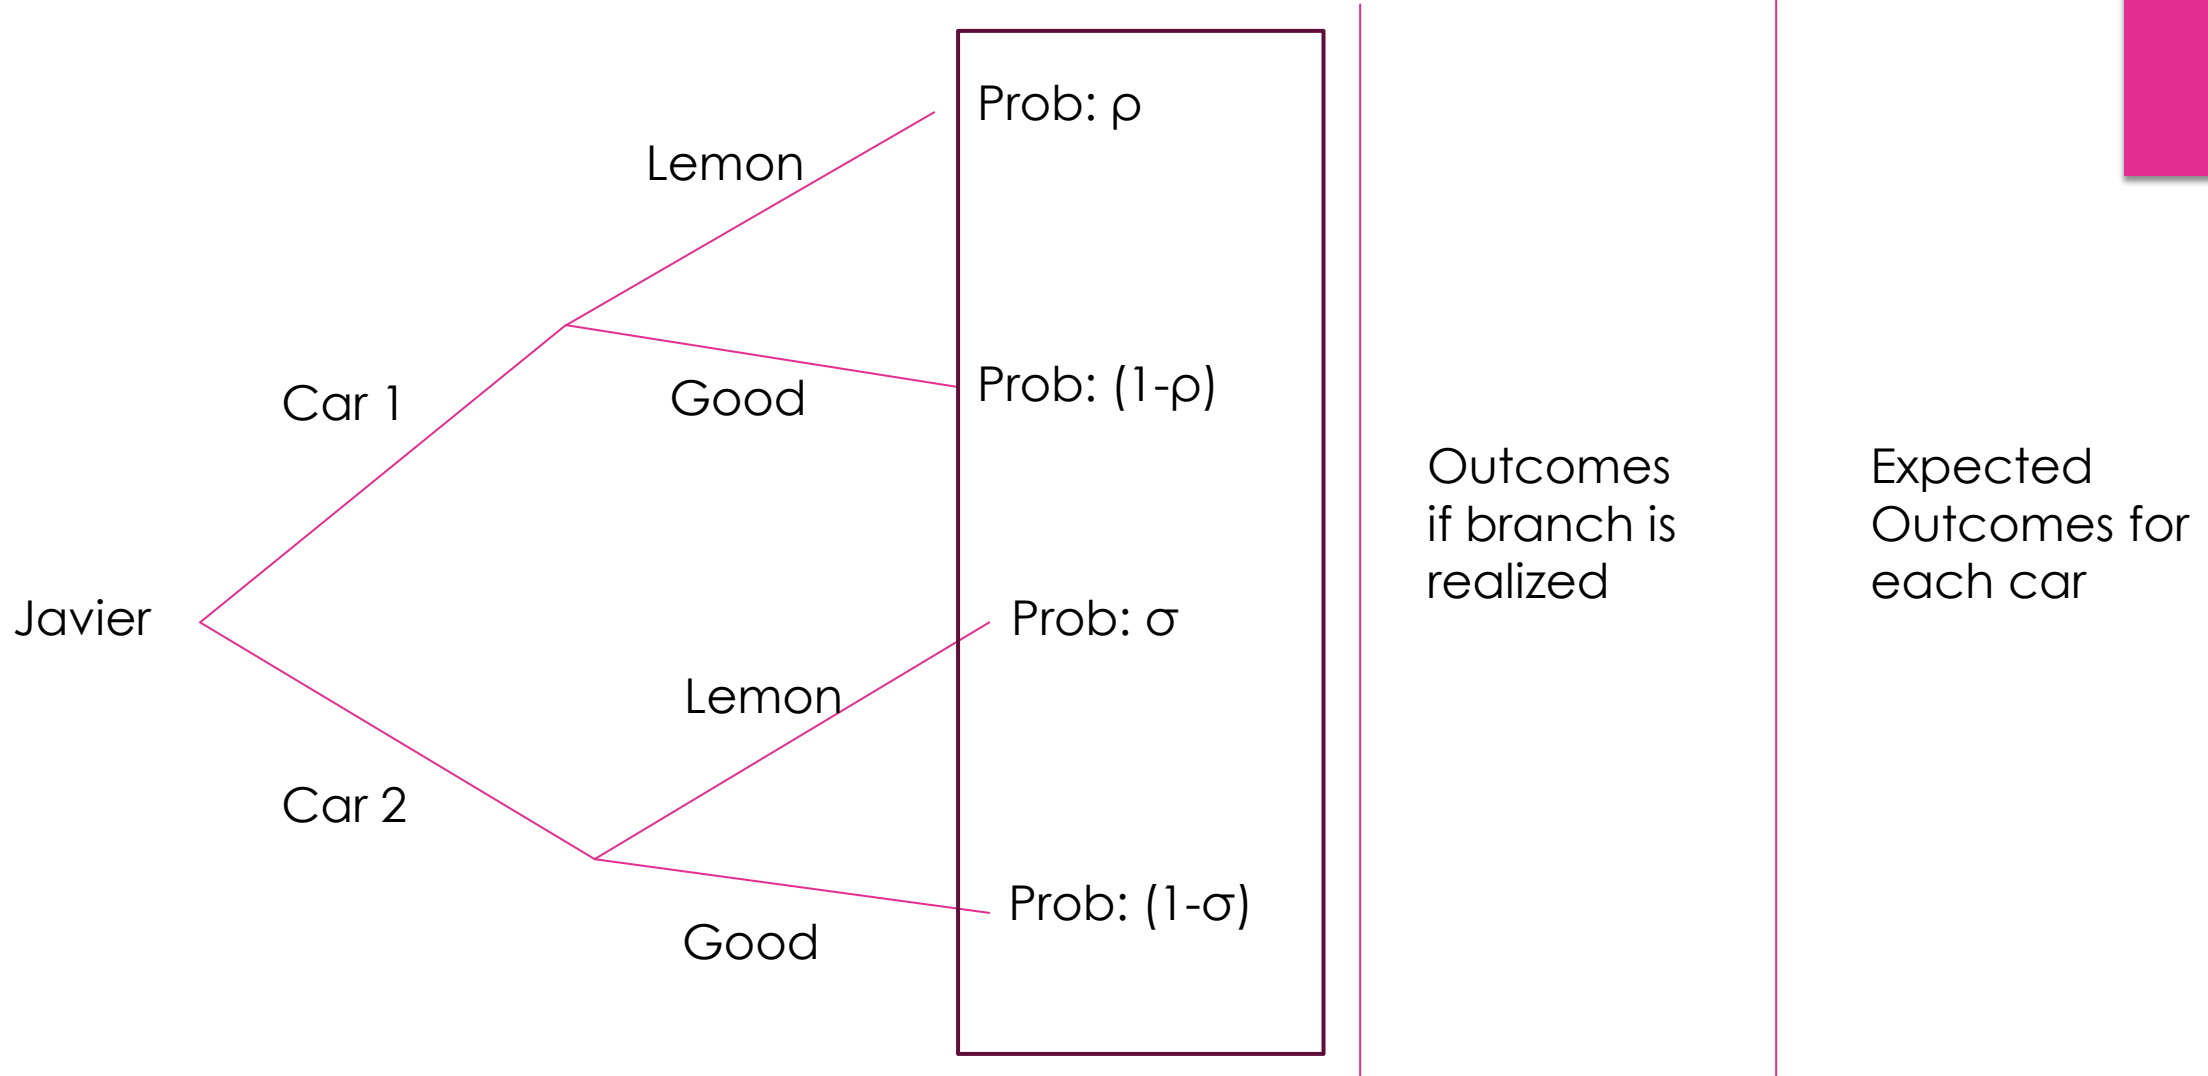 Prob: ρ
Lemon
Prob: (1-ρ)
Good
Car 1
Outcomes
if branch is
realized
Expected
Outcomes for
each car
Javier
Prob: σ
Lemon
Car 2
Prob: (1-σ)
Good